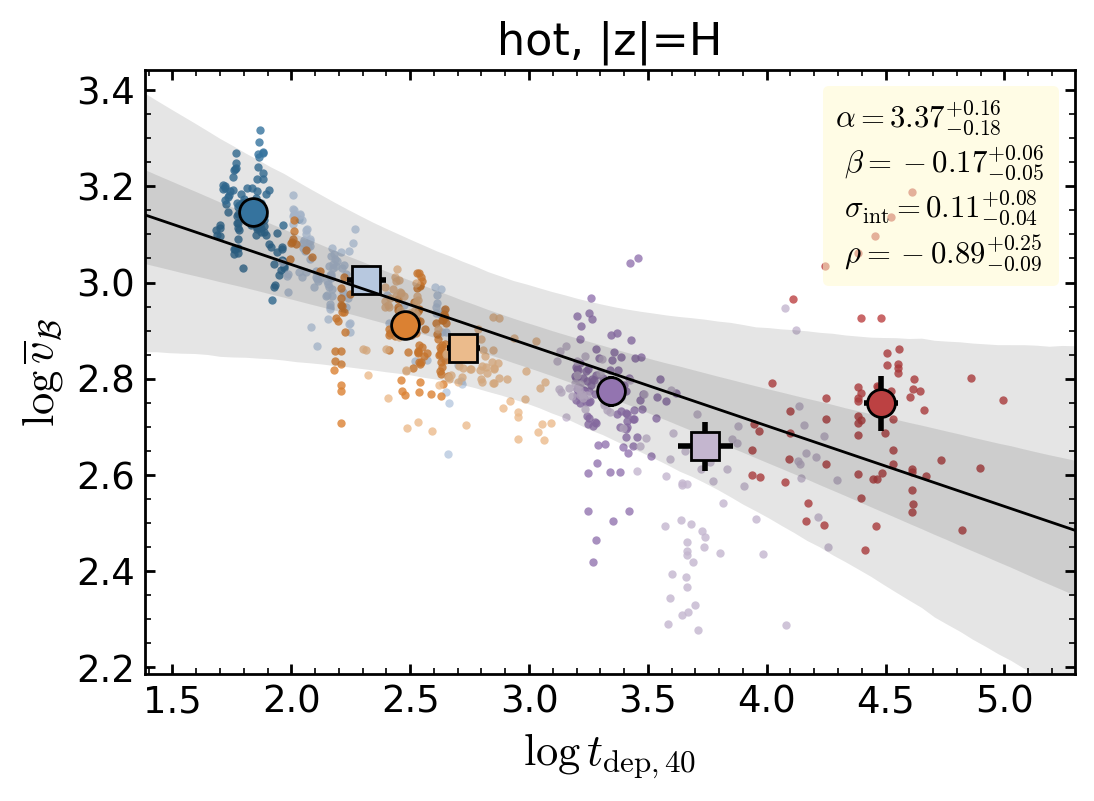 hot, |z|=H
α = 3.37 +0.16 −0.18
β = −0.17 +0.06 −0.05
σ_int = 0.11 +0.08 −0.04
ρ = −0.89 +0.25 −0.09
3.4
3.2
3.0
2.8
2.6
2.4
2.2
log v̅_ℬ
1.5 2.0 2.5 3.0 3.5 4.0 4.5 5.0
log t_dep, 40